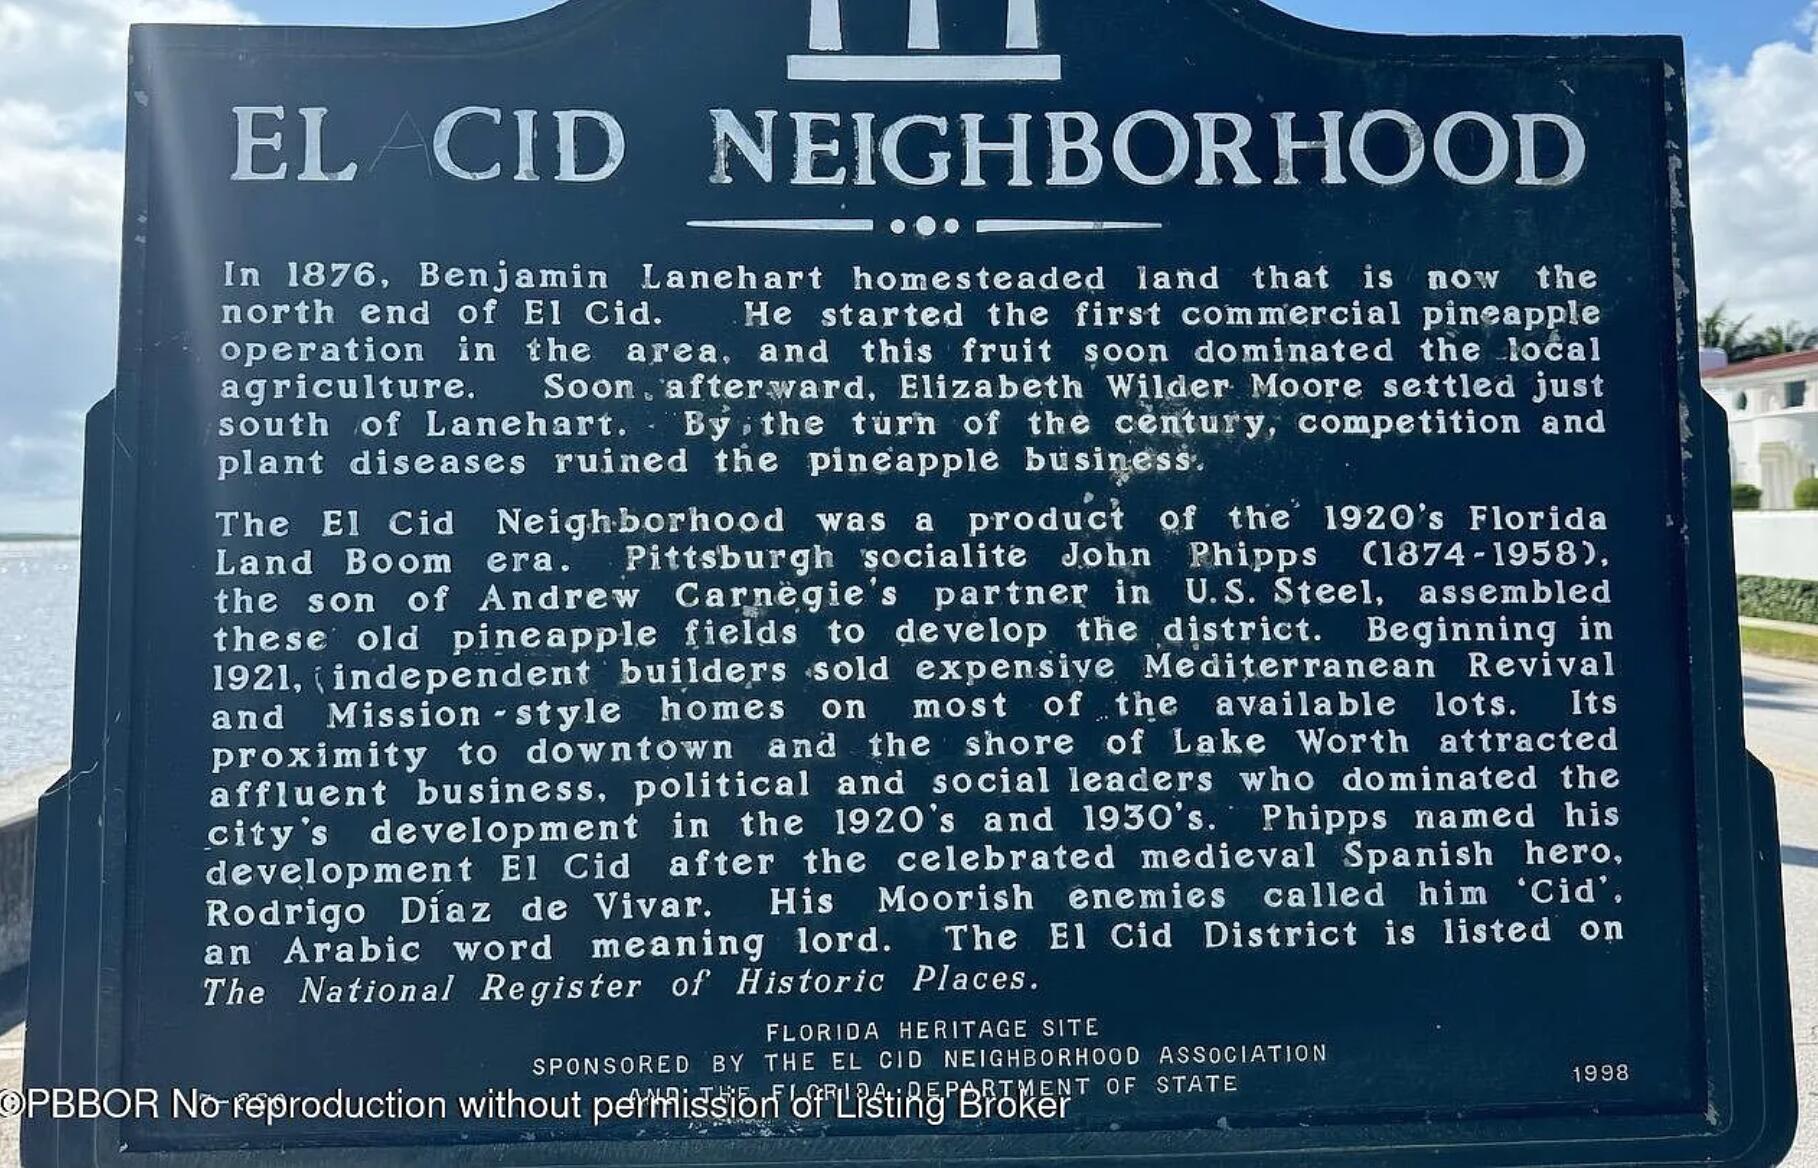 EL CID NEIGHBORHOOD
In 1876, Benjamin Lanehart homesteaded land that is now the
north end of El Cid. He started the first commercial pineapple
operation in the area, and this fruit soon dominated the local
agriculture. Soon afterward, Elizabeth Wilder Moore settled just
south of Lanehart. By the turn of the century, competition and
plant diseases ruined the pineapple business.
The El Cid Neighborhood was a product of the 1920's Florida
Land Boom era. Pittsburgh socialite John Phipps (1874-1958),
the son of Andrew Carnegie's partner in U.S. Steel, assembled
these old pineapple fields to develop the district. Beginning in
1921, independent builders sold expensive Mediterranean Revival
and Mission-style homes on most of the available lots. Its
proximity to downtown and the shore of Lake Worth attracted
affluent business, political and social leaders who dominated the
city's development in the 1920's and 1930's. Phipps named his
development El Cid after the celebrated medieval Spanish hero,
Rodrigo Díaz de Vivar. His Moorish enemies called him 'Cid',
an Arabic word meaning lord. The El Cid District is listed on
The National Register of Historic Places.
FLORIDA HERITAGE SITE
SPONSORED BY THE EL CID NEIGHBORHOOD ASSOCIATION
AND THE FLORIDA DEPARTMENT OF STATE
1998
©PBBOR No reproduction without permission of Listing Broker